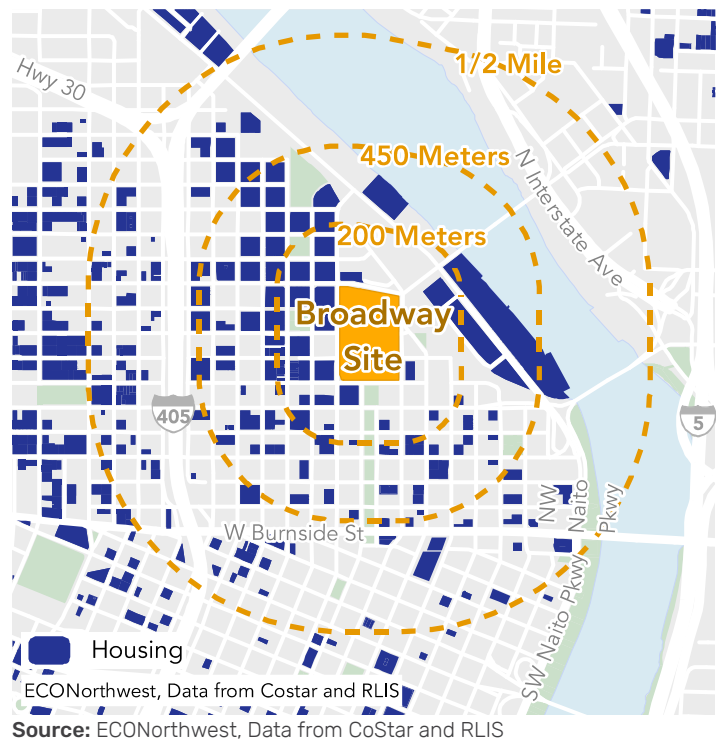 Hwy 30
1/2 Mile
450 Meters
N Interstate Ave
200 Meters
Broadway
Site
405
5
NW
Naito
Pkwy
W Burnside St
SW Naito Pkwy
Housing
ECONorthwest, Data from Costar and RLIS
Source: ECONorthwest, Data from CoStar and RLIS